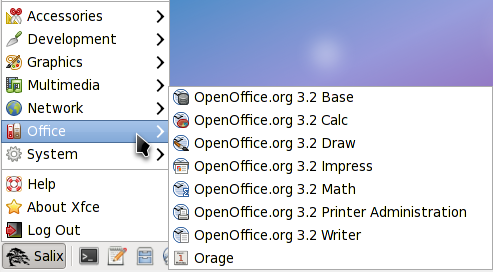 Accessories
Development
Graphics
Multimedia
Network
Office
System
Help
About Xfce
Log Out
Salix
OpenOffice.org 3.2 Base
OpenOffice.org 3.2 Calc
OpenOffice.org 3.2 Draw
OpenOffice.org 3.2 Impress
OpenOffice.org 3.2 Math
OpenOffice.org 3.2 Printer Administration
OpenOffice.org 3.2 Writer
Orage